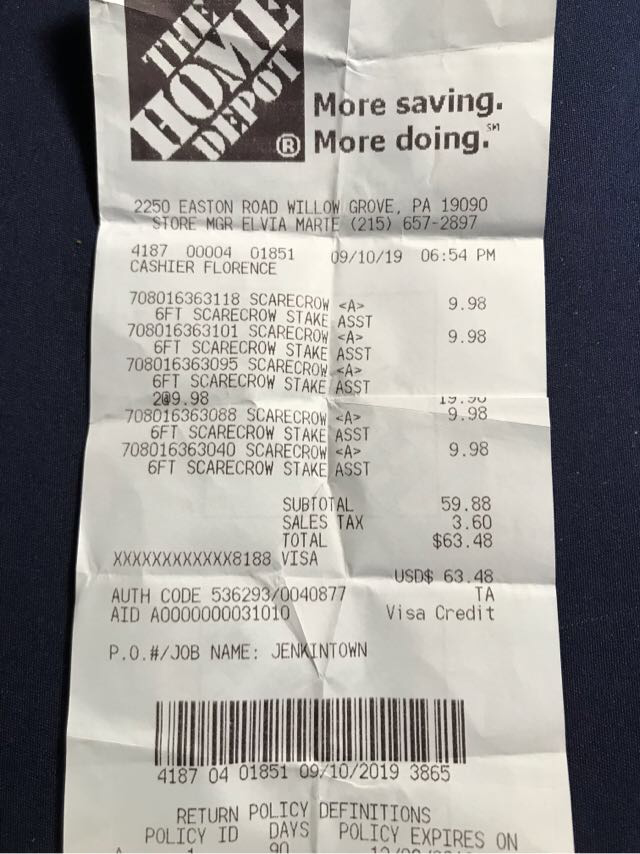 THE
HOME
DEPOT
®
More saving.
More doing.℠
2250 EASTON ROAD WILLOW GROVE, PA 19090
STORE MGR ELVIA MARTE (215) 657-2897
4187 00004 01851 09/10/19 06:54 PM
CASHIER FLORENCE
708016363118 SCARECROW <A> 9.98
6FT SCARECROW STAKE ASST
708016363101 SCARECROW <A> 9.98
6FT SCARECROW STAKE ASST
708016363095 SCARECROW <A>
6FT SCARECROW STAKE ASST
2@9.98
708016363088 SCARECROW <A> 9.98
6FT SCARECROW STAKE ASST
708016363040 SCARECROW <A> 9.98
6FT SCARECROW STAKE ASST
SUBTOTAL 59.88
SALES TAX 3.60
TOTAL $63.48
XXXXXXXXXXXX8188 VISA
USD$ 63.48
AUTH CODE 536293/0040877 TA
AID A0000000031010 Visa Credit
P.O.#/JOB NAME: JENKINTOWN
4187 04 01851 09/10/2019 3865
RETURN POLICY DEFINITIONS
POLICY ID DAYS POLICY EXPIRES ON
90